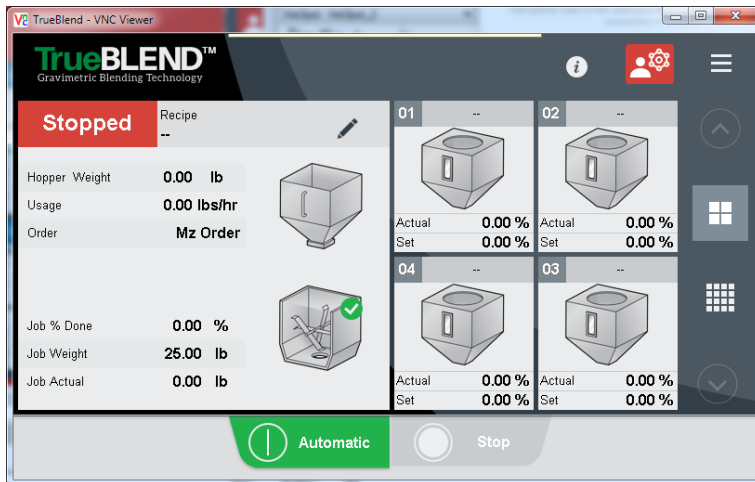 TrueBlend - VNC Viewer
TrueBLEND™
Gravimetric Blending Technology
Stopped
Recipe
--
Hopper Weight 0.00 lb
Usage 0.00 lbs/hr
Order Mz Order
Job % Done 0.00 %
Job Weight 25.00 lb
Job Actual 0.00 lb
01 --
Actual 0.00 %
Set 0.00 %
02 --
Actual 0.00 %
Set 0.00 %
04 --
Actual 0.00 %
Set 0.00 %
03 --
Actual 0.00 %
Set 0.00 %
Automatic
Stop